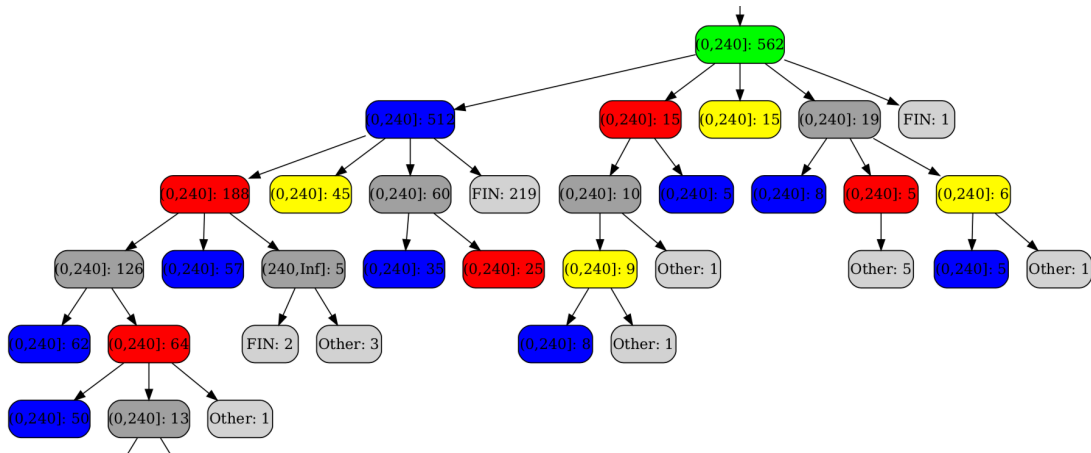 (0,240]: 562
(0,240]: 512
(0,240]: 15
(0,240]: 15
(0,240]: 19
FIN: 1
(0,240]: 188
(0,240]: 45
(0,240]: 60
FIN: 219
(0,240]: 10
(0,240]: 5
(0,240]: 8
(0,240]: 5
(0,240]: 6
(0,240]: 126
(0,240]: 57
(240,Inf]: 5
(0,240]: 35
(0,240]: 25
(0,240]: 9
Other: 1
Other: 5
(0,240]: 5
Other: 1
(0,240]: 62
(0,240]: 64
FIN: 2
Other: 3
(0,240]: 8
Other: 1
(0,240]: 50
(0,240]: 13
Other: 1